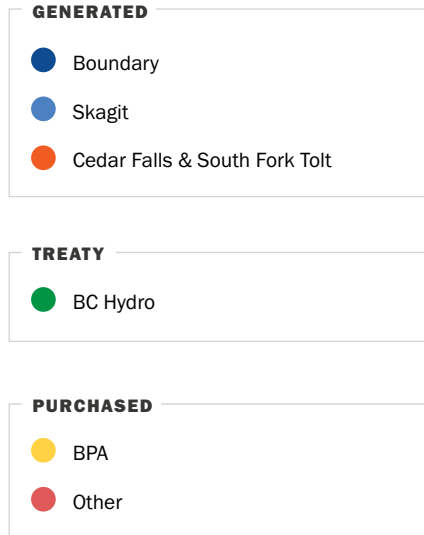 GENERATED
Boundary
Skagit
Cedar Falls & South Fork Tolt
TREATY
BC Hydro
PURCHASED
BPA
Other